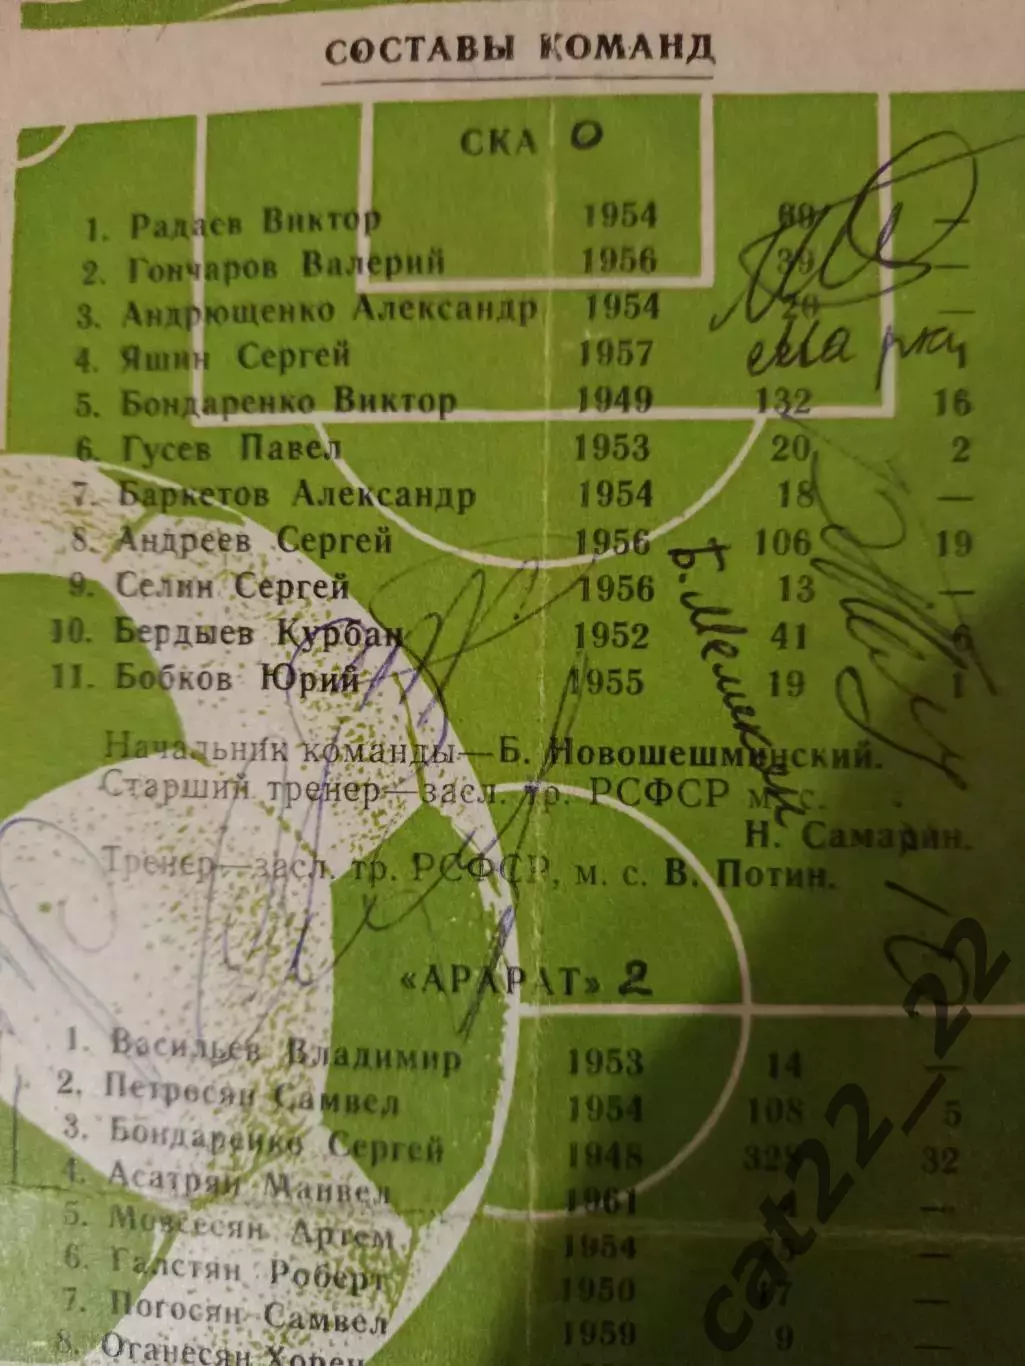 СОСТАВЫ КОМАНД
СКА 0
1. Радаев Виктор 1954 69 —
2. Гончаров Валерий 1956 39 —
3. Андрющенко Александр 1954 20 —
4. Яшин Сергей 1957 1
5. Бондаренко Виктор 1949 132 16
6. Гусев Павел 1953 20 2
7. Баркетов Александр 1954 18 —
8. Андреев Сергей 1956 106 19
9. Селин Сергей 1956 13 1
10. Бердыев Курбан 1952 41 6
11. Бобков Юрий 1955 19 1
Начальник команды—Б. Новошешминский.
Старший тренер—засл. тр. РСФСР м. с.
Н. Самарин.
Тренер—засл. тр. РСФСР, м. с. В. Потин.
«АРАРАТ» 2
1. Васильев Владимир 1953 14 —
2. Петросян Самвел 1954 108 5
3. Бондаренко Сергей 1948 328 32
4. Асатрян Манвел 1961 —
5. Мовсесян Артем 1954 —
6. Галстян Роберт 1950 —
7. Погосян Самвел 1959 9 —
8. Оганесян Хорен
cat22_22